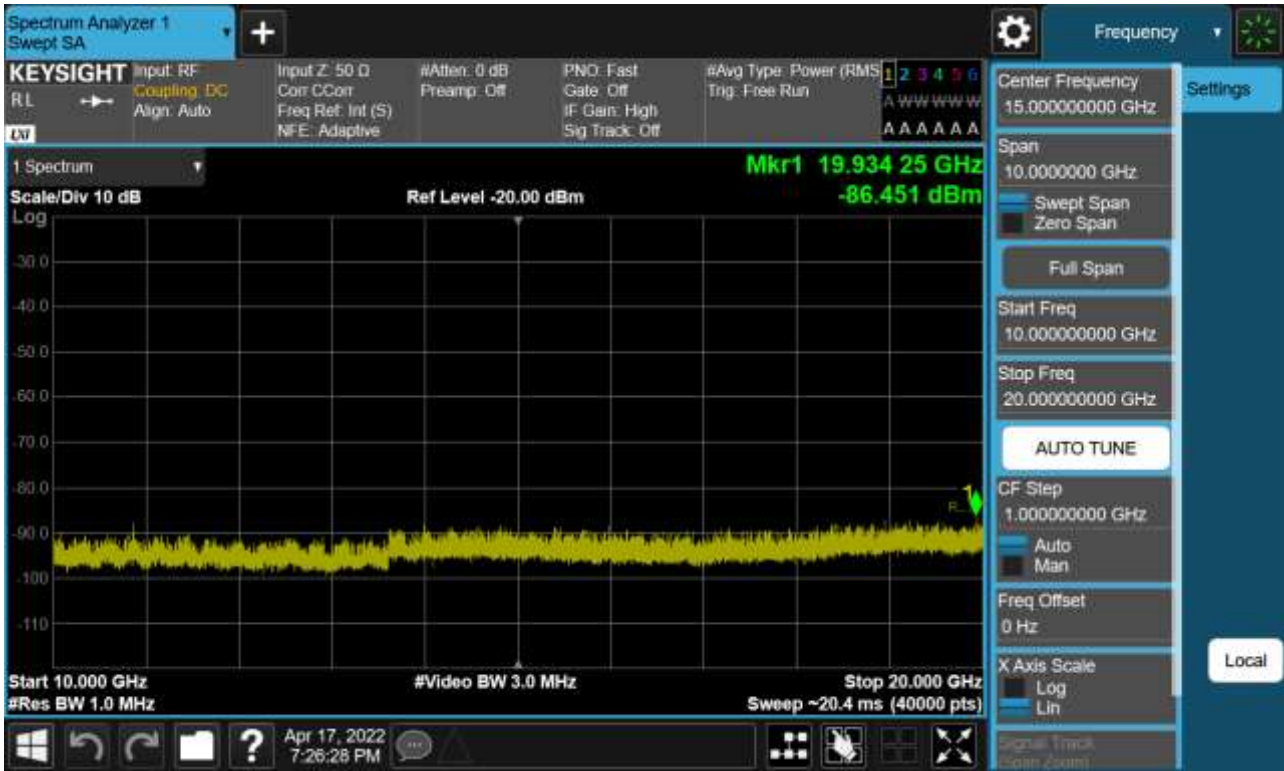 Spectrum Analyzer 1
Swept SA
Frequency
KEYSIGHT
RL
LXI
Input: RF
Coupling: DC
Align: Auto
Input Z: 50 Ω
Corr CCorr
Freq Ref: Int (S)
NFE: Adaptive
#Atten: 0 dB
Preamp: Off
PNO: Fast
Gate: Off
IF Gain: High
Sig Track: Off
#Avg Type: Power (RMS
Trig: Free Run
1 2 3 4 5 6
A W W W W W
A A A A A A
1 Spectrum
Mkr1 19.934 25 GHz
-86.451 dBm
Scale/Div 10 dB
Ref Level -20.00 dBm
Log
-30.0
-40.0
-50.0
-60.0
-70.0
-80.0
-90.0
-100
-110
1
Start 10.000 GHz
#Video BW 3.0 MHz
Stop 20.000 GHz
#Res BW 1.0 MHz
Sweep ~20.4 ms (40000 pts)
Center Frequency
15.000000000 GHz
Settings
Span
10.0000000 GHz
Swept Span
Zero Span
Full Span
Start Freq
10.000000000 GHz
Stop Freq
20.000000000 GHz
AUTO TUNE
CF Step
1.000000000 GHz
Auto
Man
Freq Offset
0 Hz
X Axis Scale
Log
Lin
Local
Signal Track
(Span Zoom)
?
Apr 17, 2022
7:26:28 PM